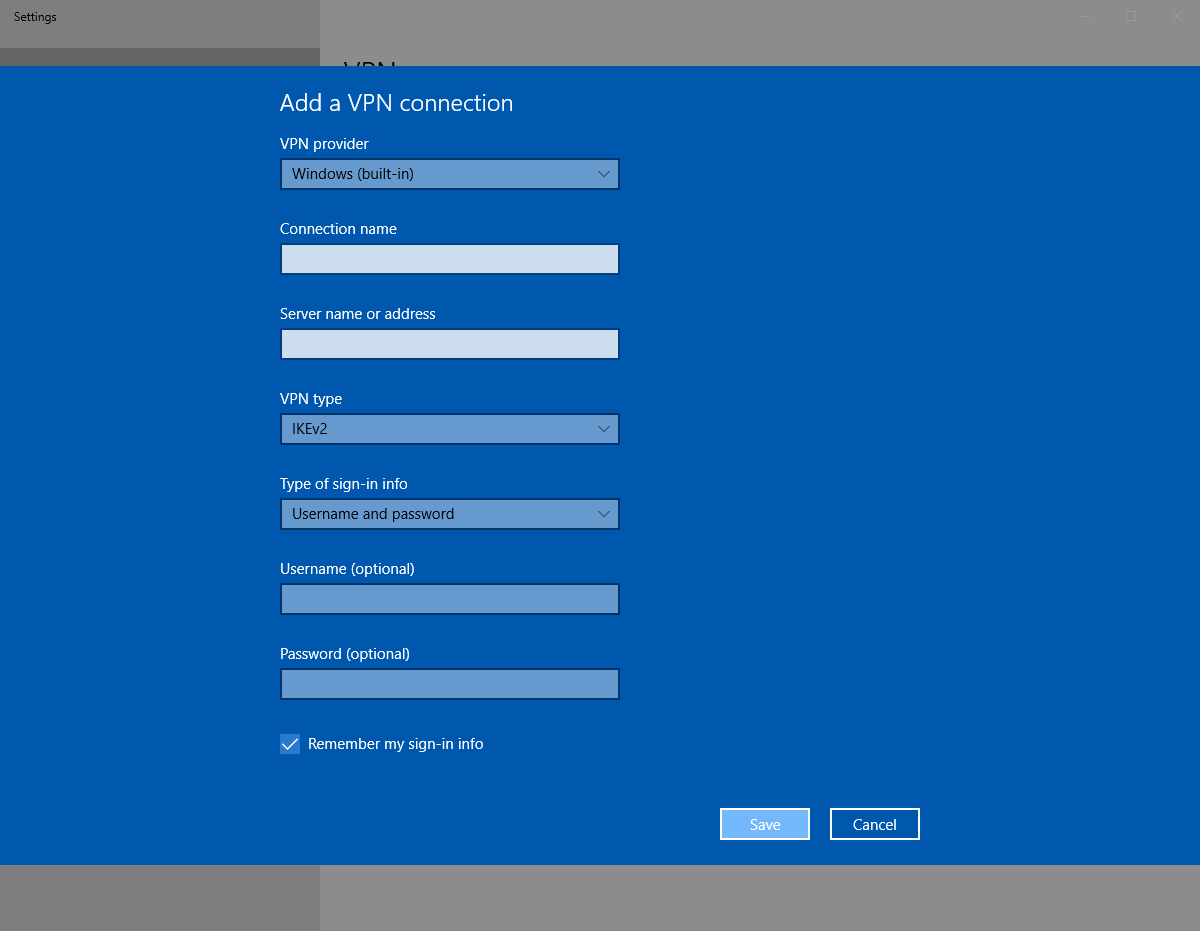 Settings
VPN
Add a VPN connection
VPN provider
Windows (built-in)
Connection name
Server name or address
VPN type
IKEv2
Type of sign-in info
Username and password
Username (optional)
Password (optional)
Remember my sign-in info
Save
Cancel